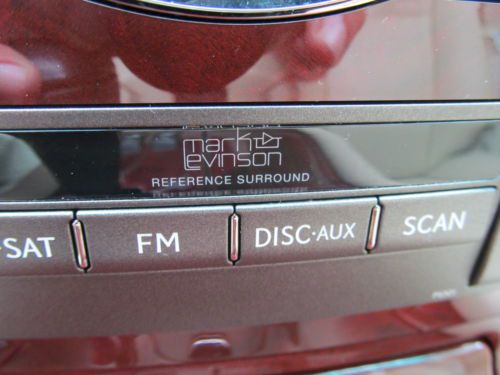 mark
levinson
REFERENCE SURROUND
·SAT FM DISC·AUX SCAN